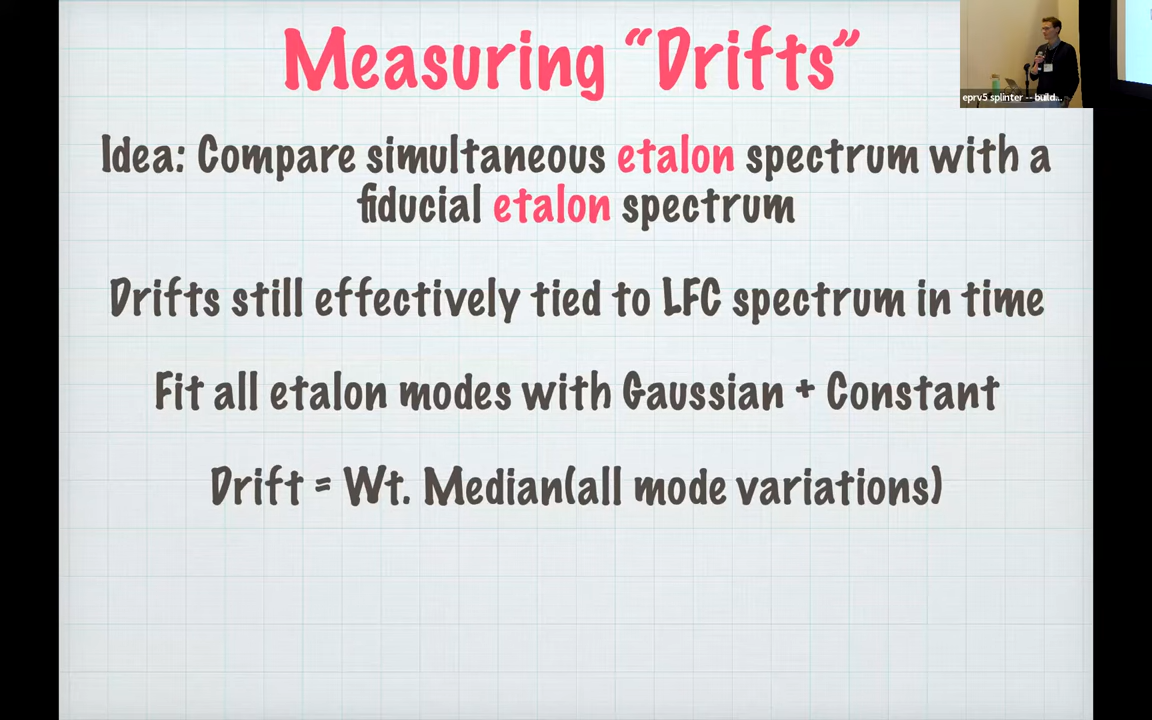 Measuring “Drifts”
eprv5 splinter -- build...
Idea: Compare simultaneous etalon spectrum with a
fiducial etalon spectrum
Drifts still effectively tied to LFC spectrum in time
Fit all etalon modes with Gaussian + Constant
Drift = Wt. Median(all mode variations)